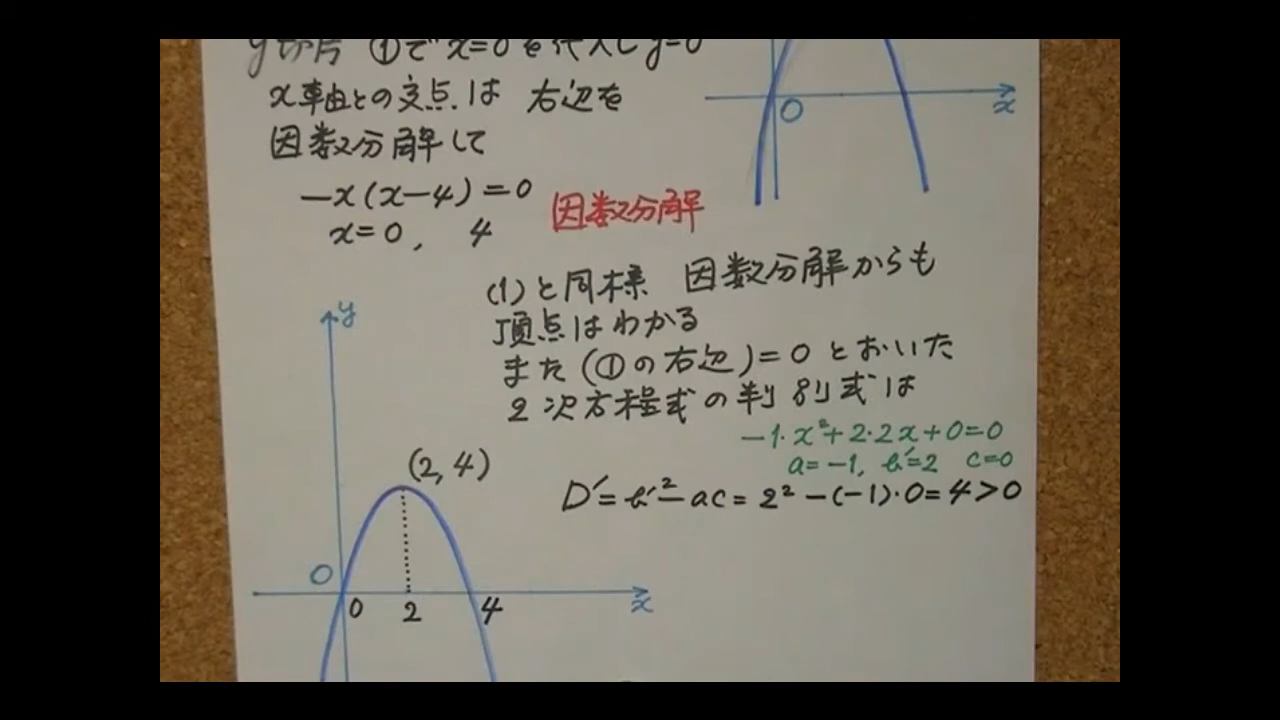 y切片 ①で x=0 を代入し y=0
x軸との交点は 右辺を
因数分解して
-x(x-4)=0
x=0, 4
因数分解
O
x
(1)と同様 因数分解からも
頂点はわかる
また(①の右辺)=0 とおいた
2次方程式の判別式は
-1・x²+2・2x+0=0
a=-1, b′=2 c=0
D′=b′²-ac=2²-(-1)・0=4>0
y
(2,4)
O
0 2 4
x